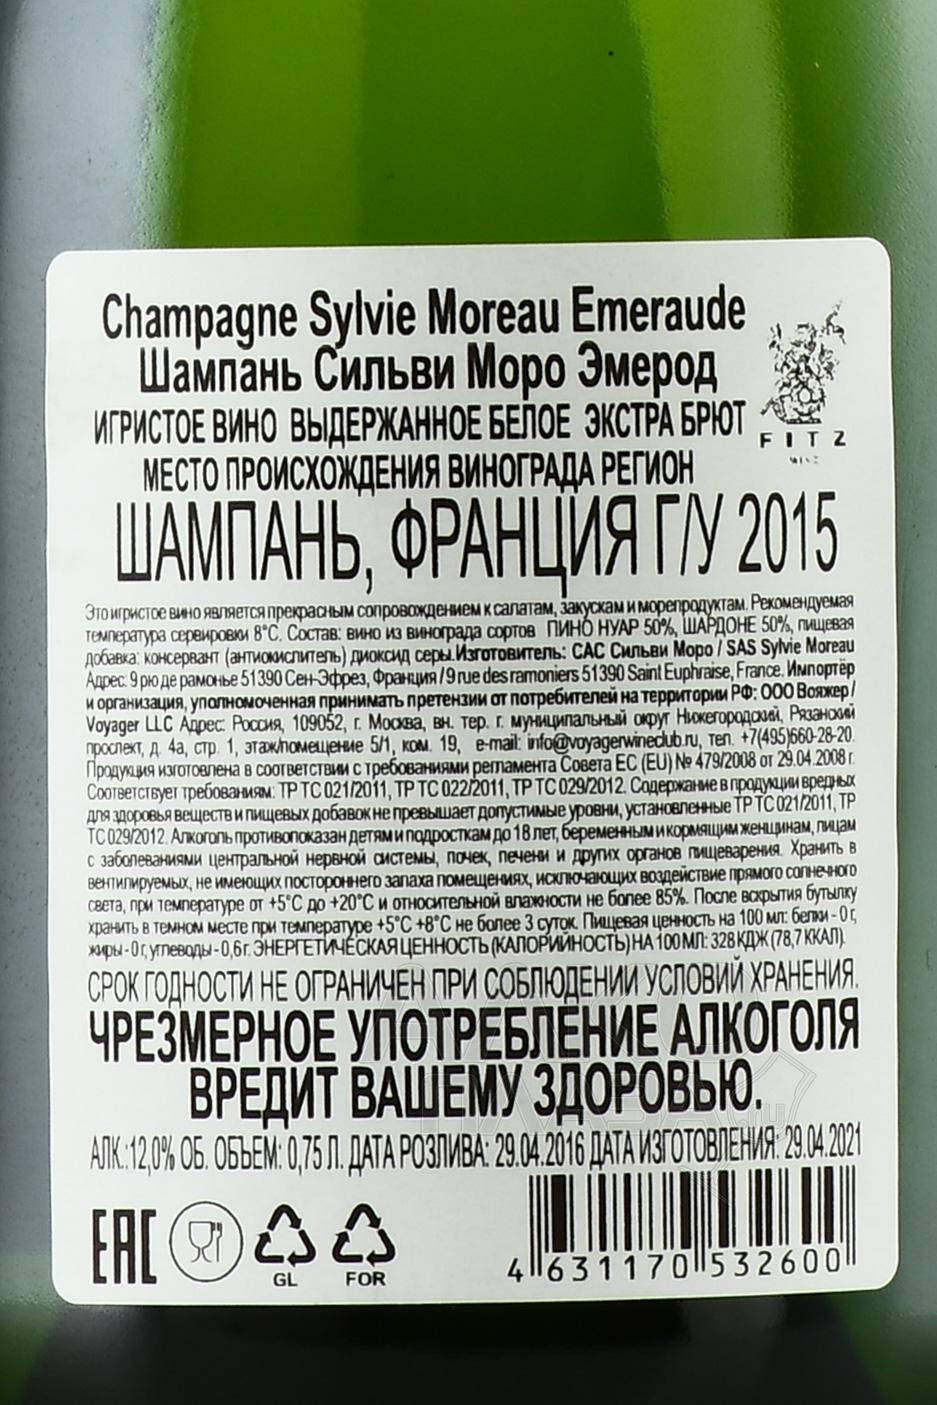 Champagne Sylvie Moreau Emeraude
Шампань Сильви Моро Эмерод
ИГРИСТОЕ ВИНО ВЫДЕРЖАННОЕ БЕЛОЕ ЭКСТРА БРЮТ
FITZ
WINE
МЕСТО ПРОИСХОЖДЕНИЯ ВИНОГРАДА РЕГИОН
ШАМПАНЬ, ФРАНЦИЯ Г/У 2015
Это игристое вино является прекрасным сопровождением к салатам, закускам и морепродуктам. Рекомендуемая
температура сервировки 8°С. Состав: вино из винограда сортов ПИНО НУАР 50%, ШАРДОНЕ 50%, пищевая
добавка: консервант (антиокислитель) диоксид серы.Изготовитель: САС Сильви Моро / SAS Sylvie Moreau
Адрес: 9 рю де рамонье 51390 Сен-Эфрез, Франция / 9 rue des ramoniers 51390 Saint Euphraise, France. Импортёр
и организация, уполномоченная принимать претензии от потребителей на территории РФ: ООО Вояжер /
Voyager LLC Адрес: Россия, 109052, г. Москва, вн. тер. г. муниципальный округ Нижегородский, Рязанский
проспект, д. 4а, стр. 1, этаж/помещение 5/1, ком. 19, e-mail: info@voyagerwineclub.ru, тел. +7(495)660-28-20.
Продукция изготовлена в соответствии с требованиями регламента Совета ЕС (EU) № 479/2008 от 29.04.2008 г.
Соответствует требованиям: ТР ТС 021/2011, ТР ТС 022/2011, ТР ТС 029/2012. Содержание в продукции вредных
для здоровья веществ и пищевых добавок не превышает допустимые уровни, установленные ТР ТС 021/2011, ТР
ТС 029/2012. Алкоголь противопоказан детям и подросткам до 18 лет, беременным и кормящим женщинам, лицам
с заболеваниями центральной нервной системы, почек, печени и других органов пищеварения. Хранить в
вентилируемых, не имеющих постороннего запаха помещениях, исключающих воздействие прямого солнечного
света, при температуре от +5°С до +20°С и относительной влажности не более 85%. После вскрытия бутылку
хранить в темном месте при температуре +5°С +8°С не более 3 суток. Пищевая ценность на 100 мл: белки - 0 г,
жиры - 0 г, углеводы - 0,6 г. ЭНЕРГЕТИЧЕСКАЯ ЦЕННОСТЬ (КАЛОРИЙНОСТЬ) НА 100 МЛ: 328 КДЖ (78,7 ККАЛ).
СРОК ГОДНОСТИ НЕ ОГРАНИЧЕН ПРИ СОБЛЮДЕНИИ УСЛОВИЙ ХРАНЕНИЯ.
ЧРЕЗМЕРНОЕ УПОТРЕБЛЕНИЕ АЛКОГОЛЯ
ВРЕДИТ ВАШЕМУ ЗДОРОВЬЮ.
АЛК.:12,0% ОБ. ОБЪЕМ: 0,75 Л. ДАТА РОЗЛИВА: 29.04.2016 ДАТА ИЗГОТОВЛЕНИЯ: 29.04.2021
EAC
GL
FOR
4 631170 532600